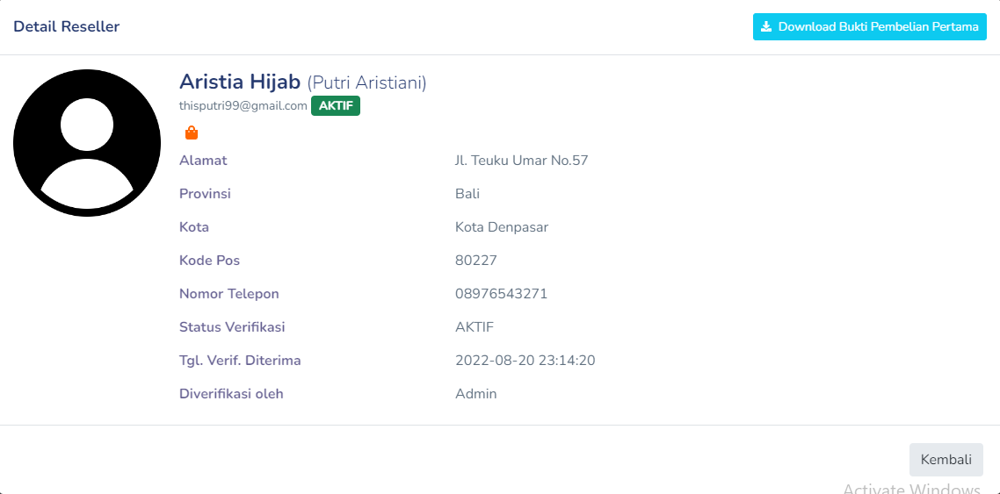 Detail Reseller
Download Bukti Pembelian Pertama
Aristia Hijab (Putri Aristiani)
thisputri99@gmail.com AKTIF
Alamat Jl. Teuku Umar No.57
Provinsi Bali
Kota Kota Denpasar
Kode Pos 80227
Nomor Telepon 08976543271
Status Verifikasi AKTIF
Tgl. Verif. Diterima 2022-08-20 23:14:20
Diverifikasi oleh Admin
Kembali
Activate Windows